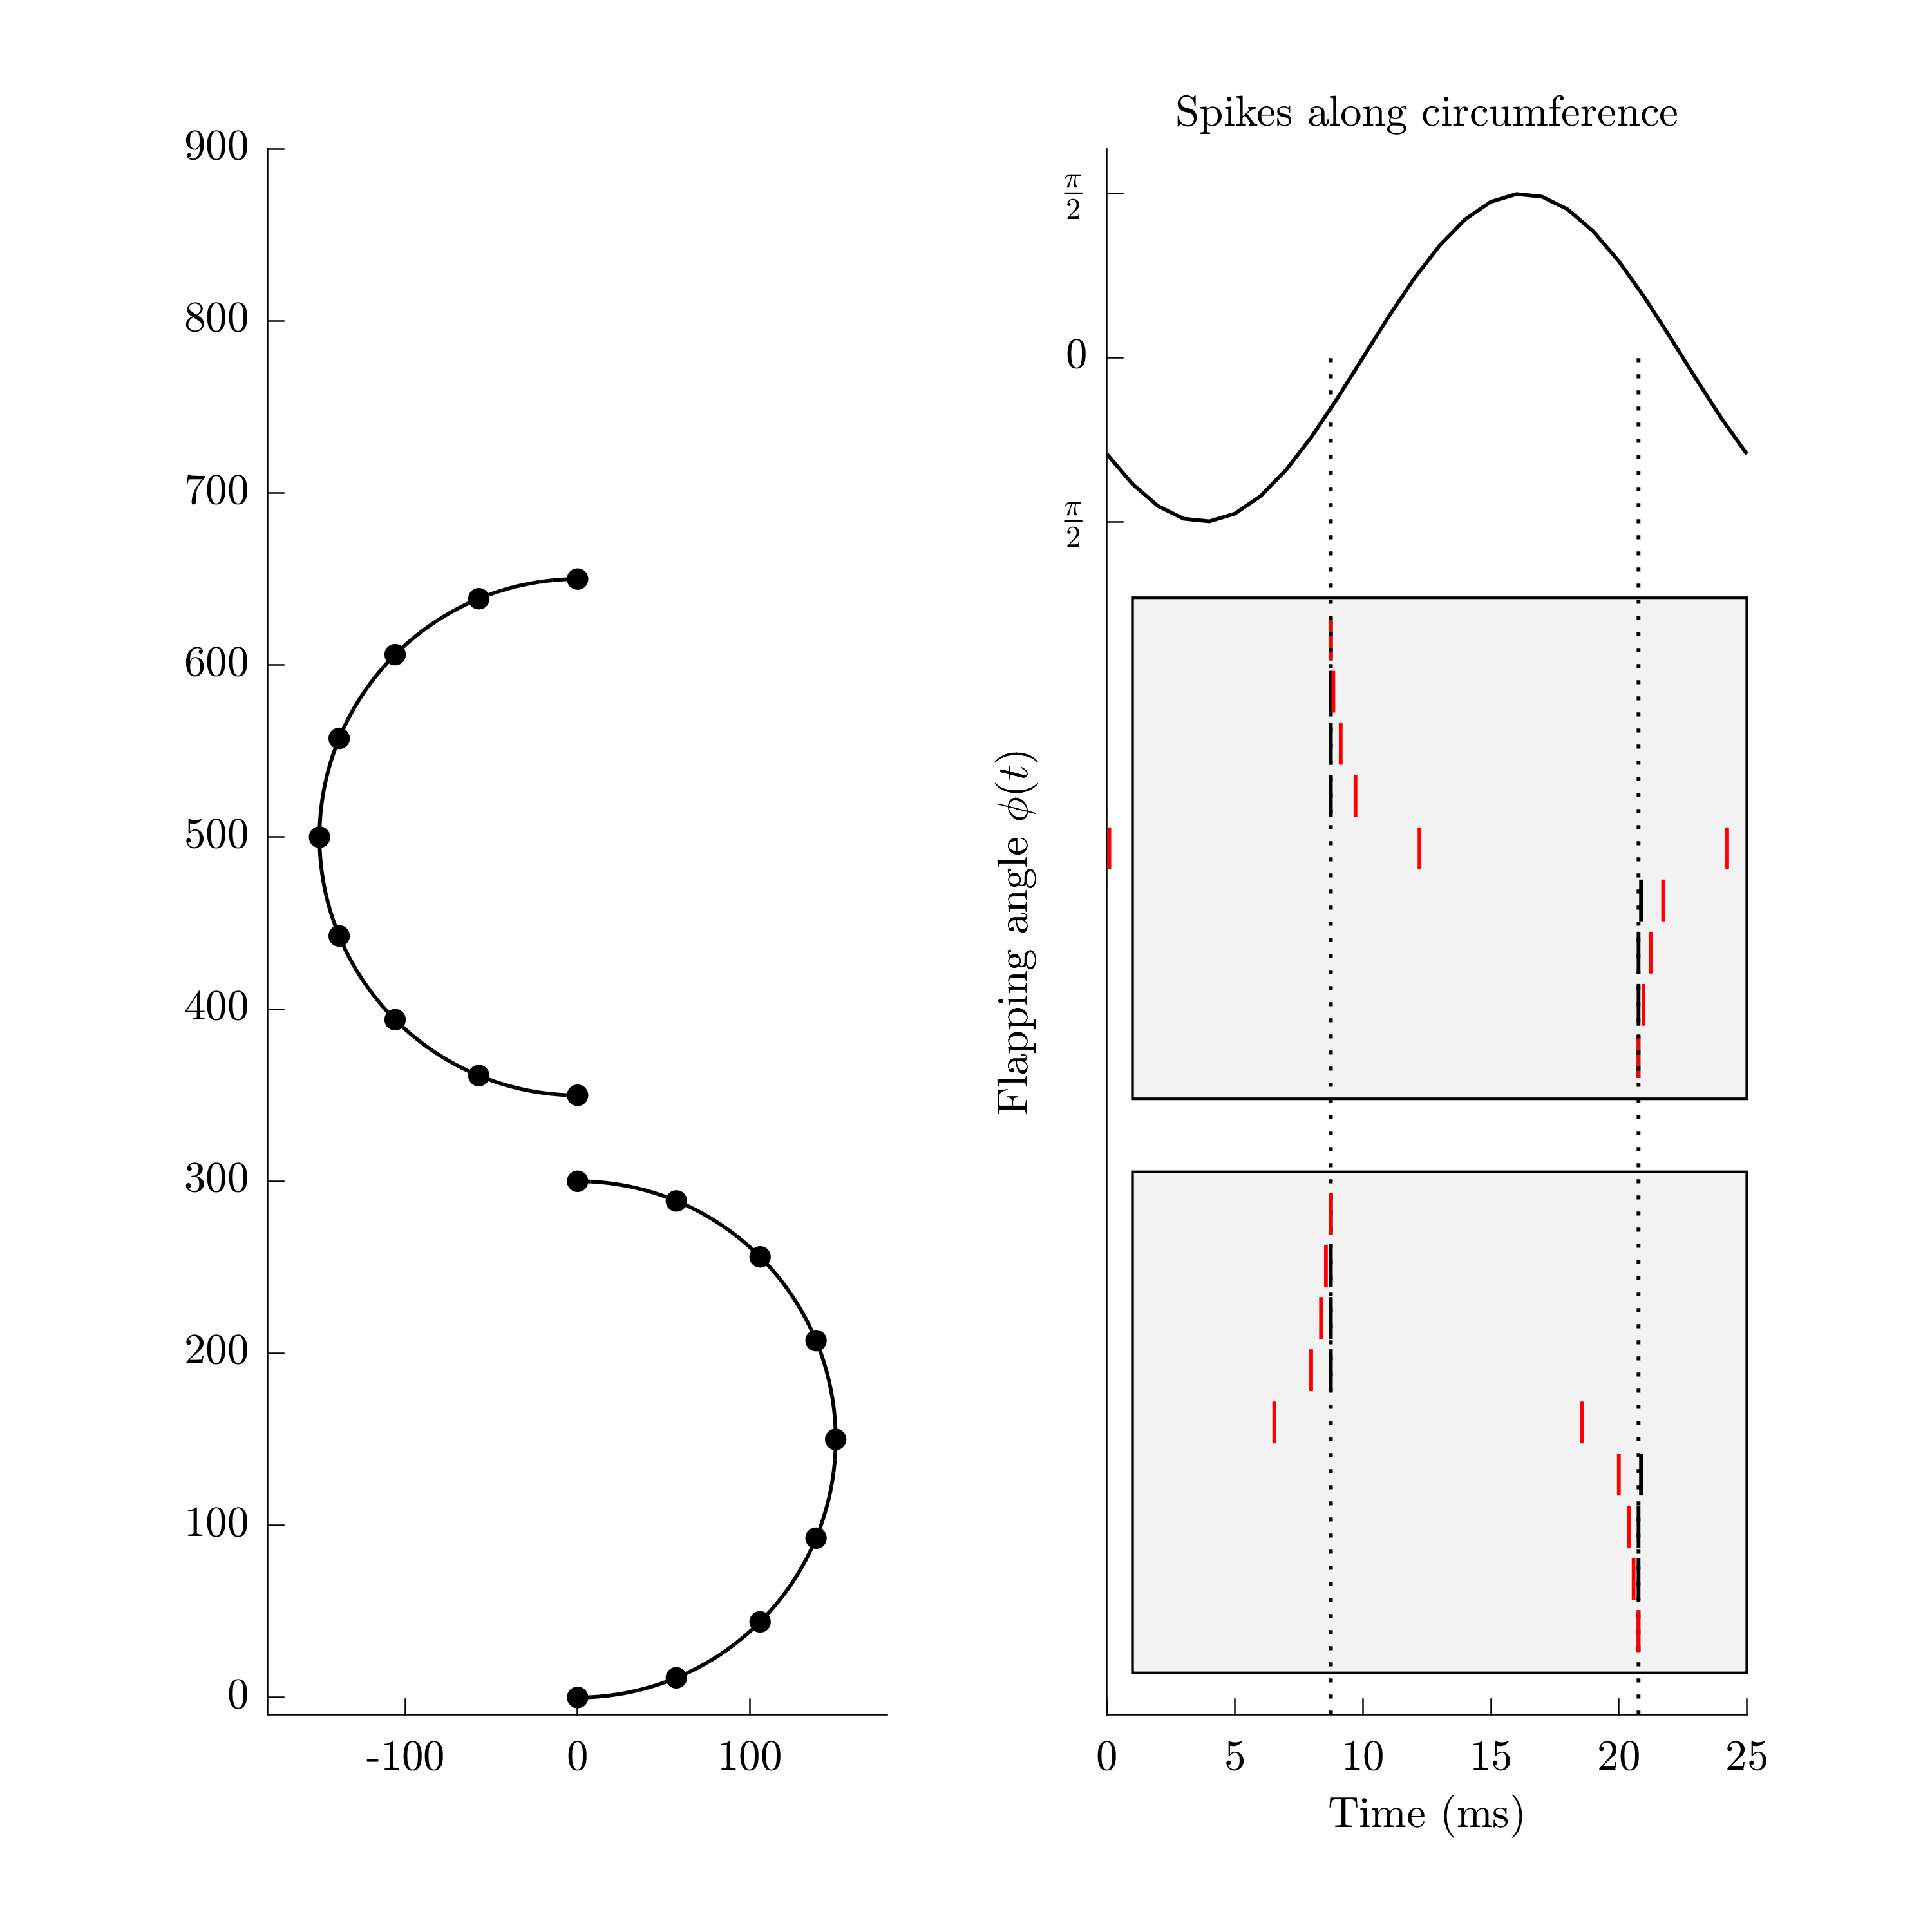 Spikes along circumference
900
800
700
600
500
400
300
200
100
0
-100 0 100
π/2
0
π/2
Flapping angle ϕ(t)
0 5 10 15 20 25
Time (ms)